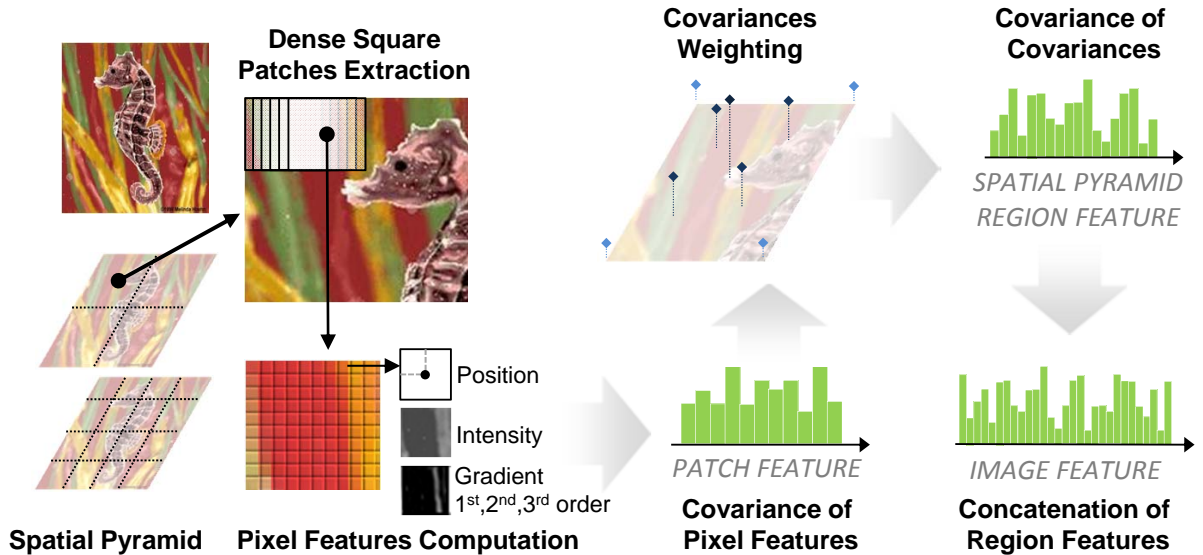 Dense Square
Patches Extraction
Covariances
Weighting
Covariance of
Covariances
SPATIAL PYRAMID
REGION FEATURE
Position
Intensity
Gradient
1st,2nd,3rd order
PATCH FEATURE
IMAGE FEATURE
Spatial Pyramid
Pixel Features Computation
Covariance of
Pixel Features
Concatenation of
Region Features